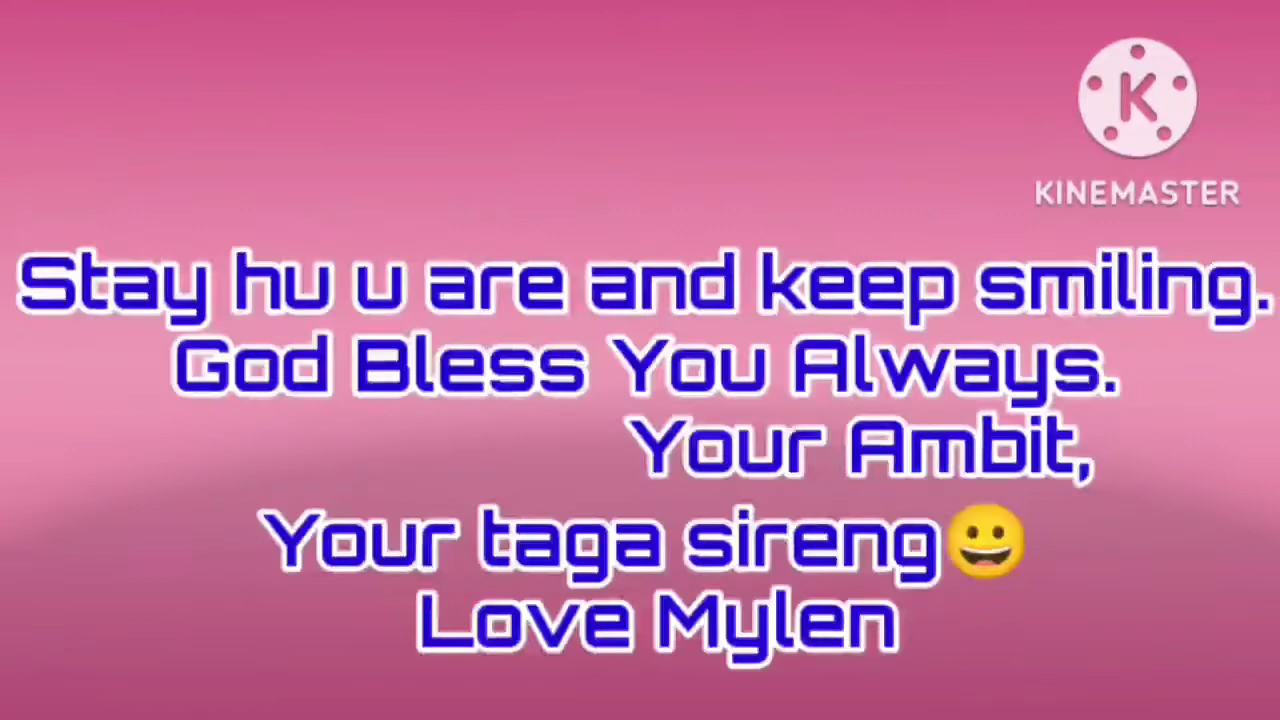 K
KINEMASTER
Stay hu u are and keep smiling.
God Bless You Always.
Your Ambit,
Your taga sireng😀
Love Mylen